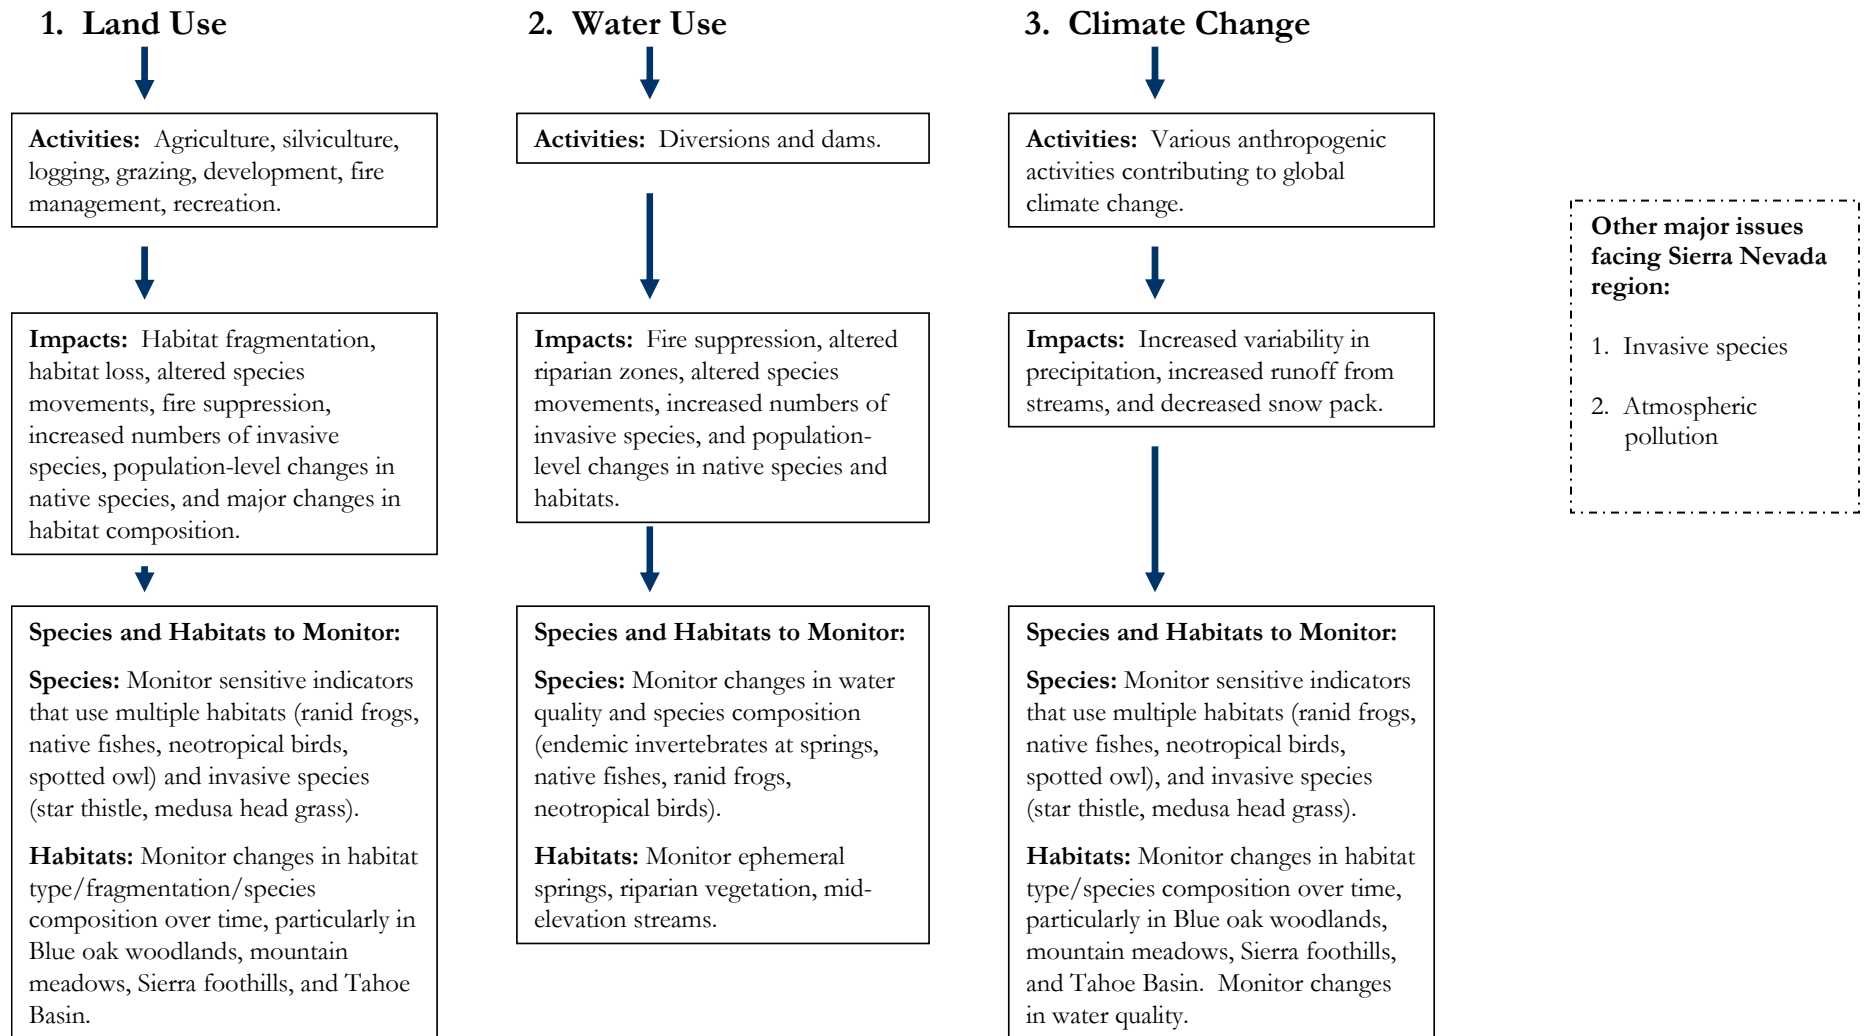 1. Land Use
Activities: Agriculture, silviculture,
logging, grazing, development, fire
management, recreation.
Impacts: Habitat fragmentation,
habitat loss, altered species
movements, fire suppression,
increased numbers of invasive
species, population-level changes in
native species, and major changes in
habitat composition.
Species and Habitats to Monitor:
Species: Monitor sensitive indicators
that use multiple habitats (ranid frogs,
native fishes, neotropical birds,
spotted owl) and invasive species
(star thistle, medusa head grass).
Habitats: Monitor changes in habitat
type/fragmentation/species
composition over time, particularly in
Blue oak woodlands, mountain
meadows, Sierra foothills, and Tahoe
Basin.
2. Water Use
Activities: Diversions and dams.
Impacts: Fire suppression, altered
riparian zones, altered species
movements, increased numbers of
invasive species, and population-
level changes in native species and
habitats.
Species and Habitats to Monitor:
Species: Monitor changes in water
quality and species composition
(endemic invertebrates at springs,
native fishes, ranid frogs,
neotropical birds).
Habitats: Monitor ephemeral
springs, riparian vegetation, mid-
elevation streams.
3. Climate Change
Activities: Various anthropogenic
activities contributing to global
climate change.
Impacts: Increased variability in
precipitation, increased runoff from
streams, and decreased snow pack.
Species and Habitats to Monitor:
Species: Monitor sensitive indicators
that use multiple habitats (ranid frogs,
native fishes, neotropical birds,
spotted owl), and invasive species
(star thistle, medusa head grass).
Habitats: Monitor changes in habitat
type/species composition over time,
particularly in Blue oak woodlands,
mountain meadows, Sierra foothills,
and Tahoe Basin. Monitor changes
in water quality.
Other major issues
facing Sierra Nevada
region:
1. Invasive species
2. Atmospheric
pollution